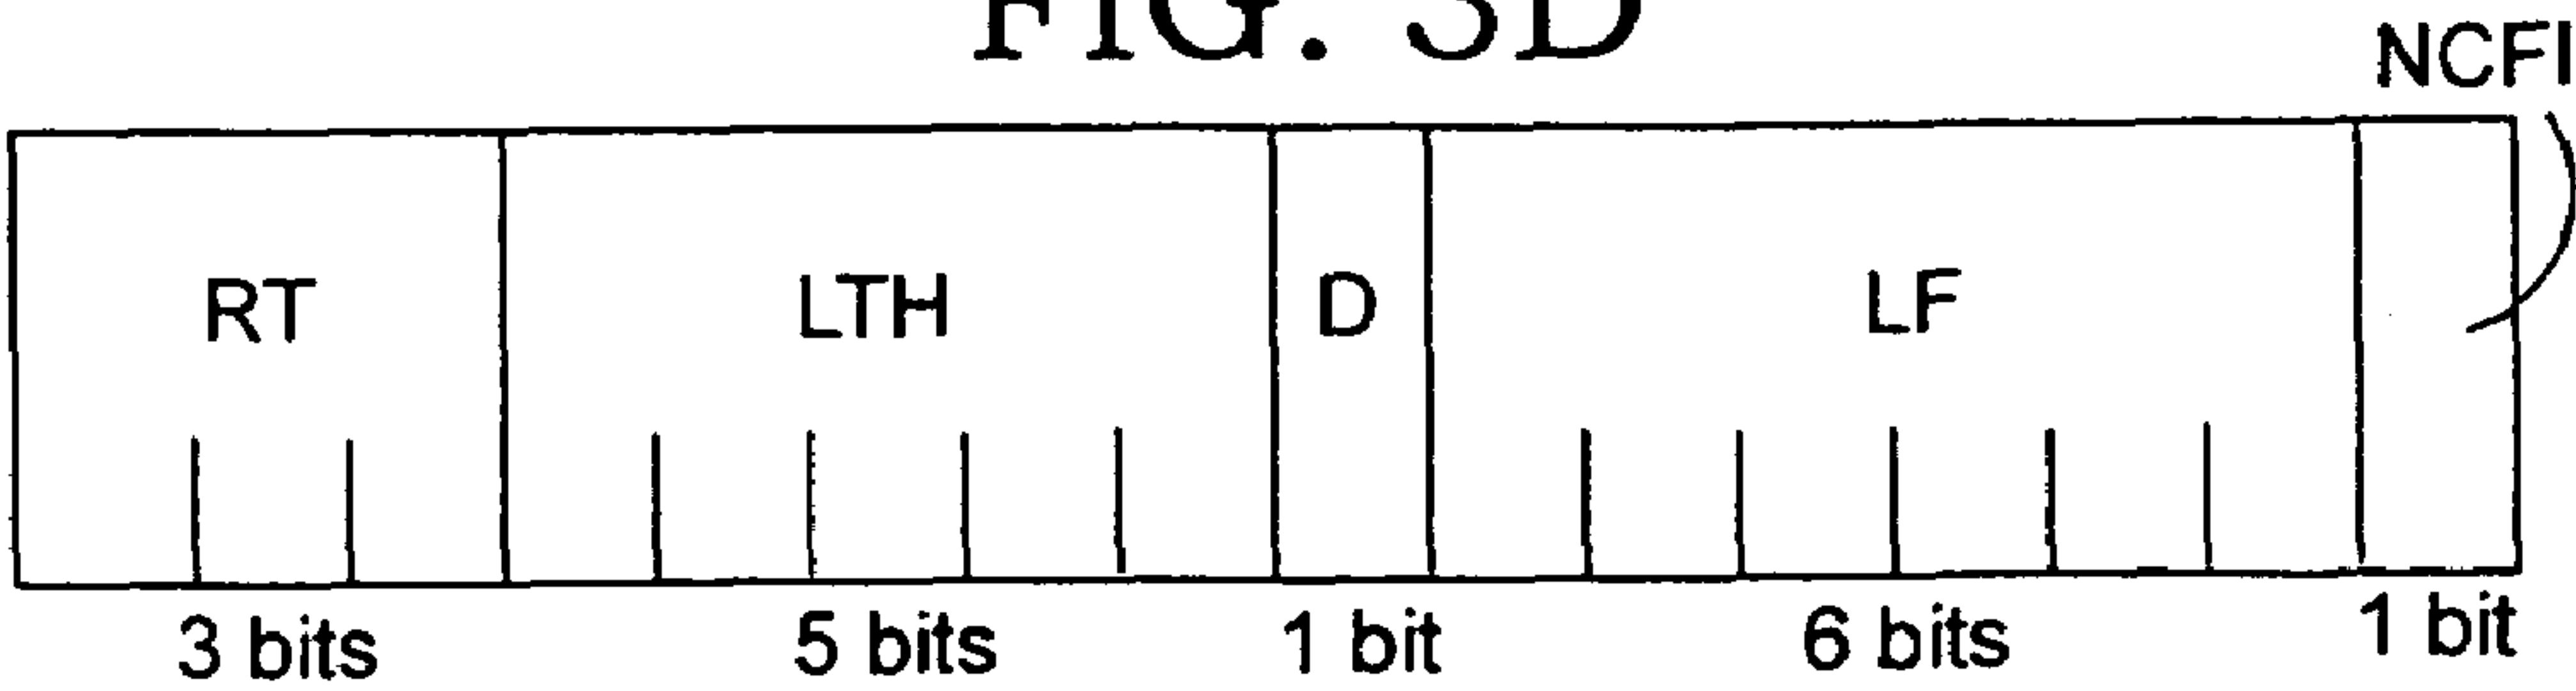 FIG. 3D
NCFI
RT LTH D LF
3 bits 5 bits 1 bit 6 bits 1 bit